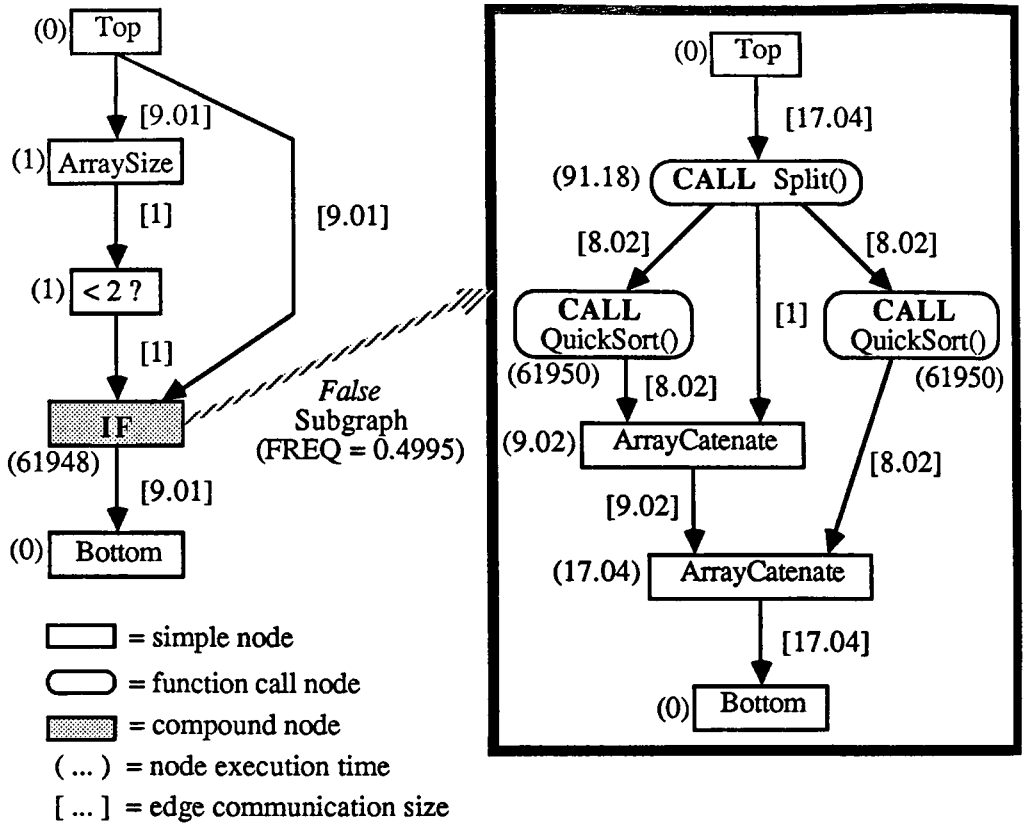 (0) Top
[9.01]
(1) ArraySize
[1]
[9.01]
(1) < 2 ?
[1]
IF
(61948)
False
Subgraph
(FREQ = 0.4995)
[9.01]
(0) Bottom
(0) Top
[17.04]
(91.18) CALL Split()
[8.02]
[8.02]
CALL
QuickSort()
(61950)
[1]
CALL
QuickSort()
(61950)
[8.02]
(9.02) ArrayCatenate
[8.02]
[9.02]
(17.04) ArrayCatenate
[17.04]
(0) Bottom
= simple node
= function call node
= compound node
( ... ) = node execution time
[ ... ] = edge communication size